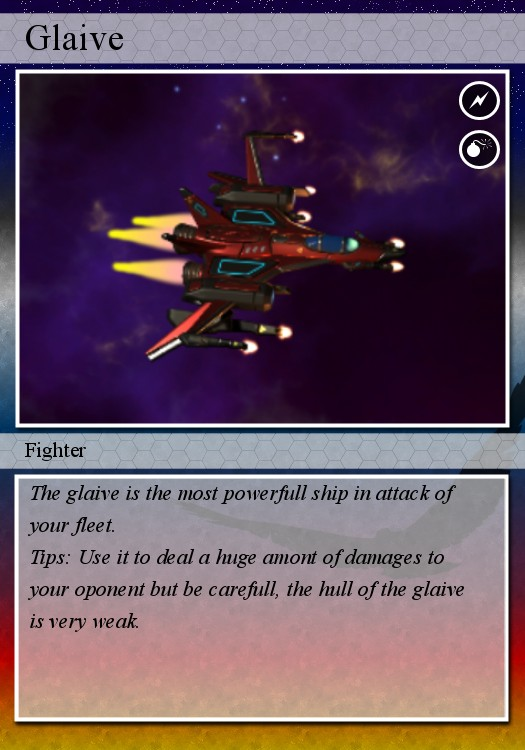 Glaive
Fighter
The glaive is the most powerfull ship in attack of
your fleet.
Tips: Use it to deal a huge amont of damages to
your oponent but be carefull, the hull of the glaive
is very weak.